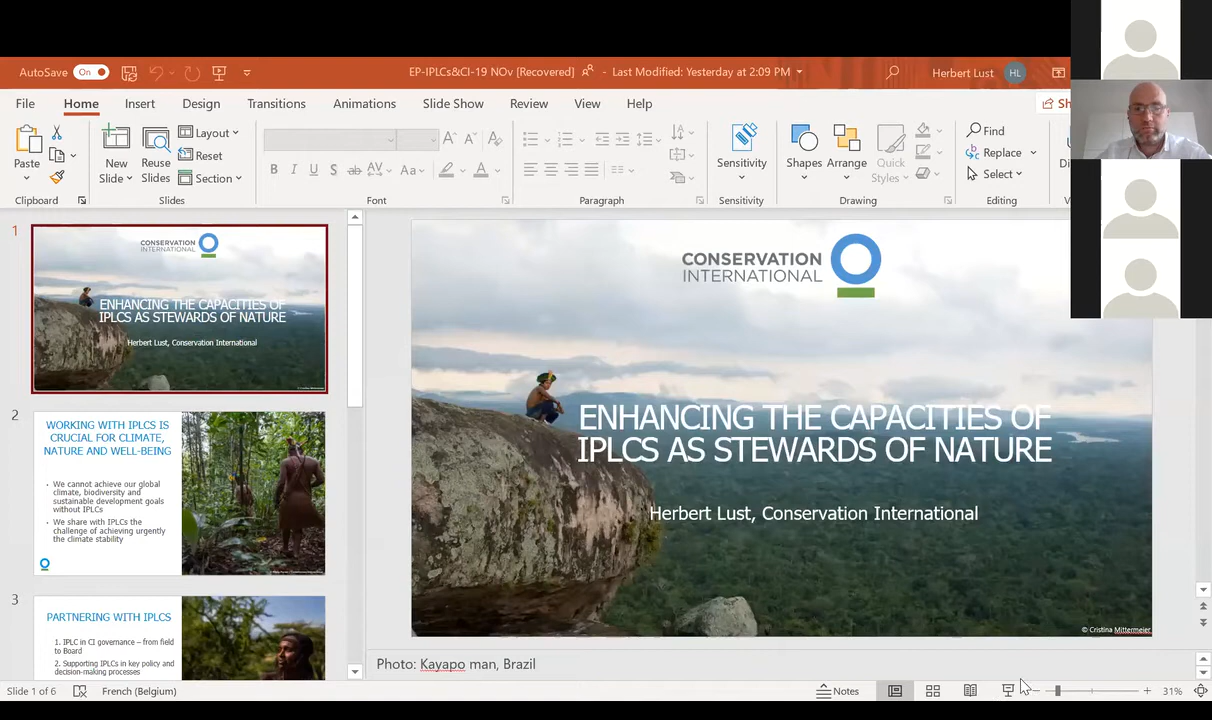 AutoSave On
EP-IPLCs&CI-19 NOv [Recovered] - Last Modified: Yesterday at 2:09 PM
Herbert Lust HL
File Home Insert Design Transitions Animations Slide Show Review View Help Sh
Paste
New Slide
Reuse Slides
Layout
Reset
Section
B I U S ab AV Aa A
Sensitivity
Shapes
Arrange
Quick Styles
Find
Replace
Select
Clipboard Slides Font Paragraph Sensitivity Drawing Editing
1
CONSERVATION
INTERNATIONAL
ENHANCING THE CAPACITIES OF
IPLCS AS STEWARDS OF NATURE
Herbert Lust, Conservation International
2
WORKING WITH IPLCS IS
CRUCIAL FOR CLIMATE,
NATURE AND WELL-BEING
We cannot achieve our global
climate, biodiversity and
sustainable development goals
without IPLCS
We share with IPLCs the
challenge of achieving urgently
the climate stability
3
PARTNERING WITH IPLCS
1. IPLC in CI governance – from field
to Board
2. Supporting IPLCs in key policy and
decision-making processes
CONSERVATION
INTERNATIONAL
ENHANCING THE CAPACITIES OF
IPLCS AS STEWARDS OF NATURE
Herbert Lust, Conservation International
© Cristina Mittermeier
Photo: Kayapo man, Brazil
Slide 1 of 6 French (Belgium) Notes 31%